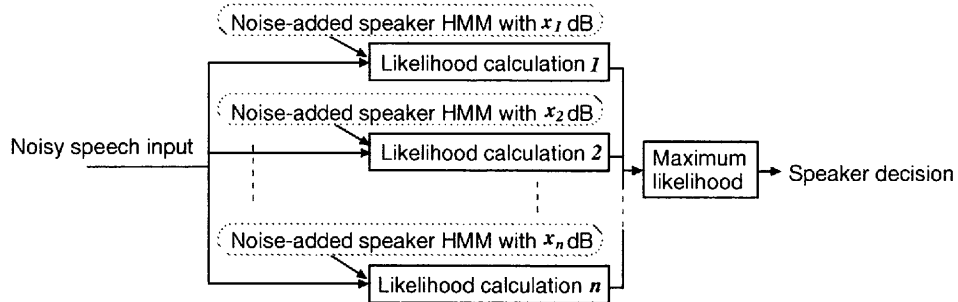 Noise-added speaker HMM with x1 dB
Likelihood calculation 1
Noise-added speaker HMM with x2 dB
Noisy speech input
Likelihood calculation 2
Maximum
likelihood
Speaker decision
Noise-added speaker HMM with xn dB
Likelihood calculation n